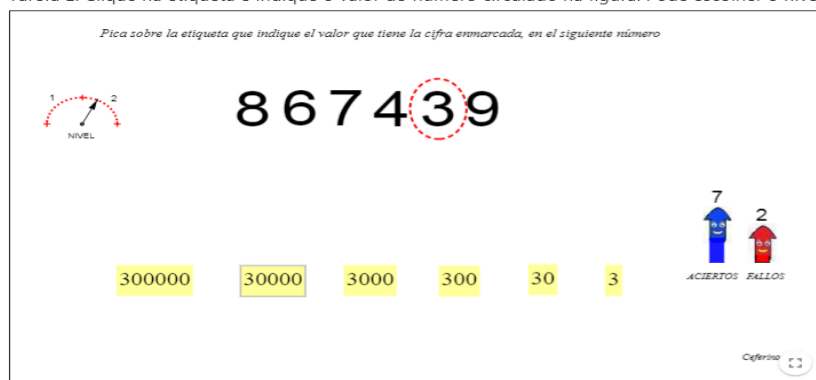 Pica sobre la etiqueta que indique el valor que tiene la cifra enmarcada, en el siguiente número
1 2
NIVEL
867439
7
2
300000 30000 3000 300 30 3
ACIERTOS FALLOS
Ceferino